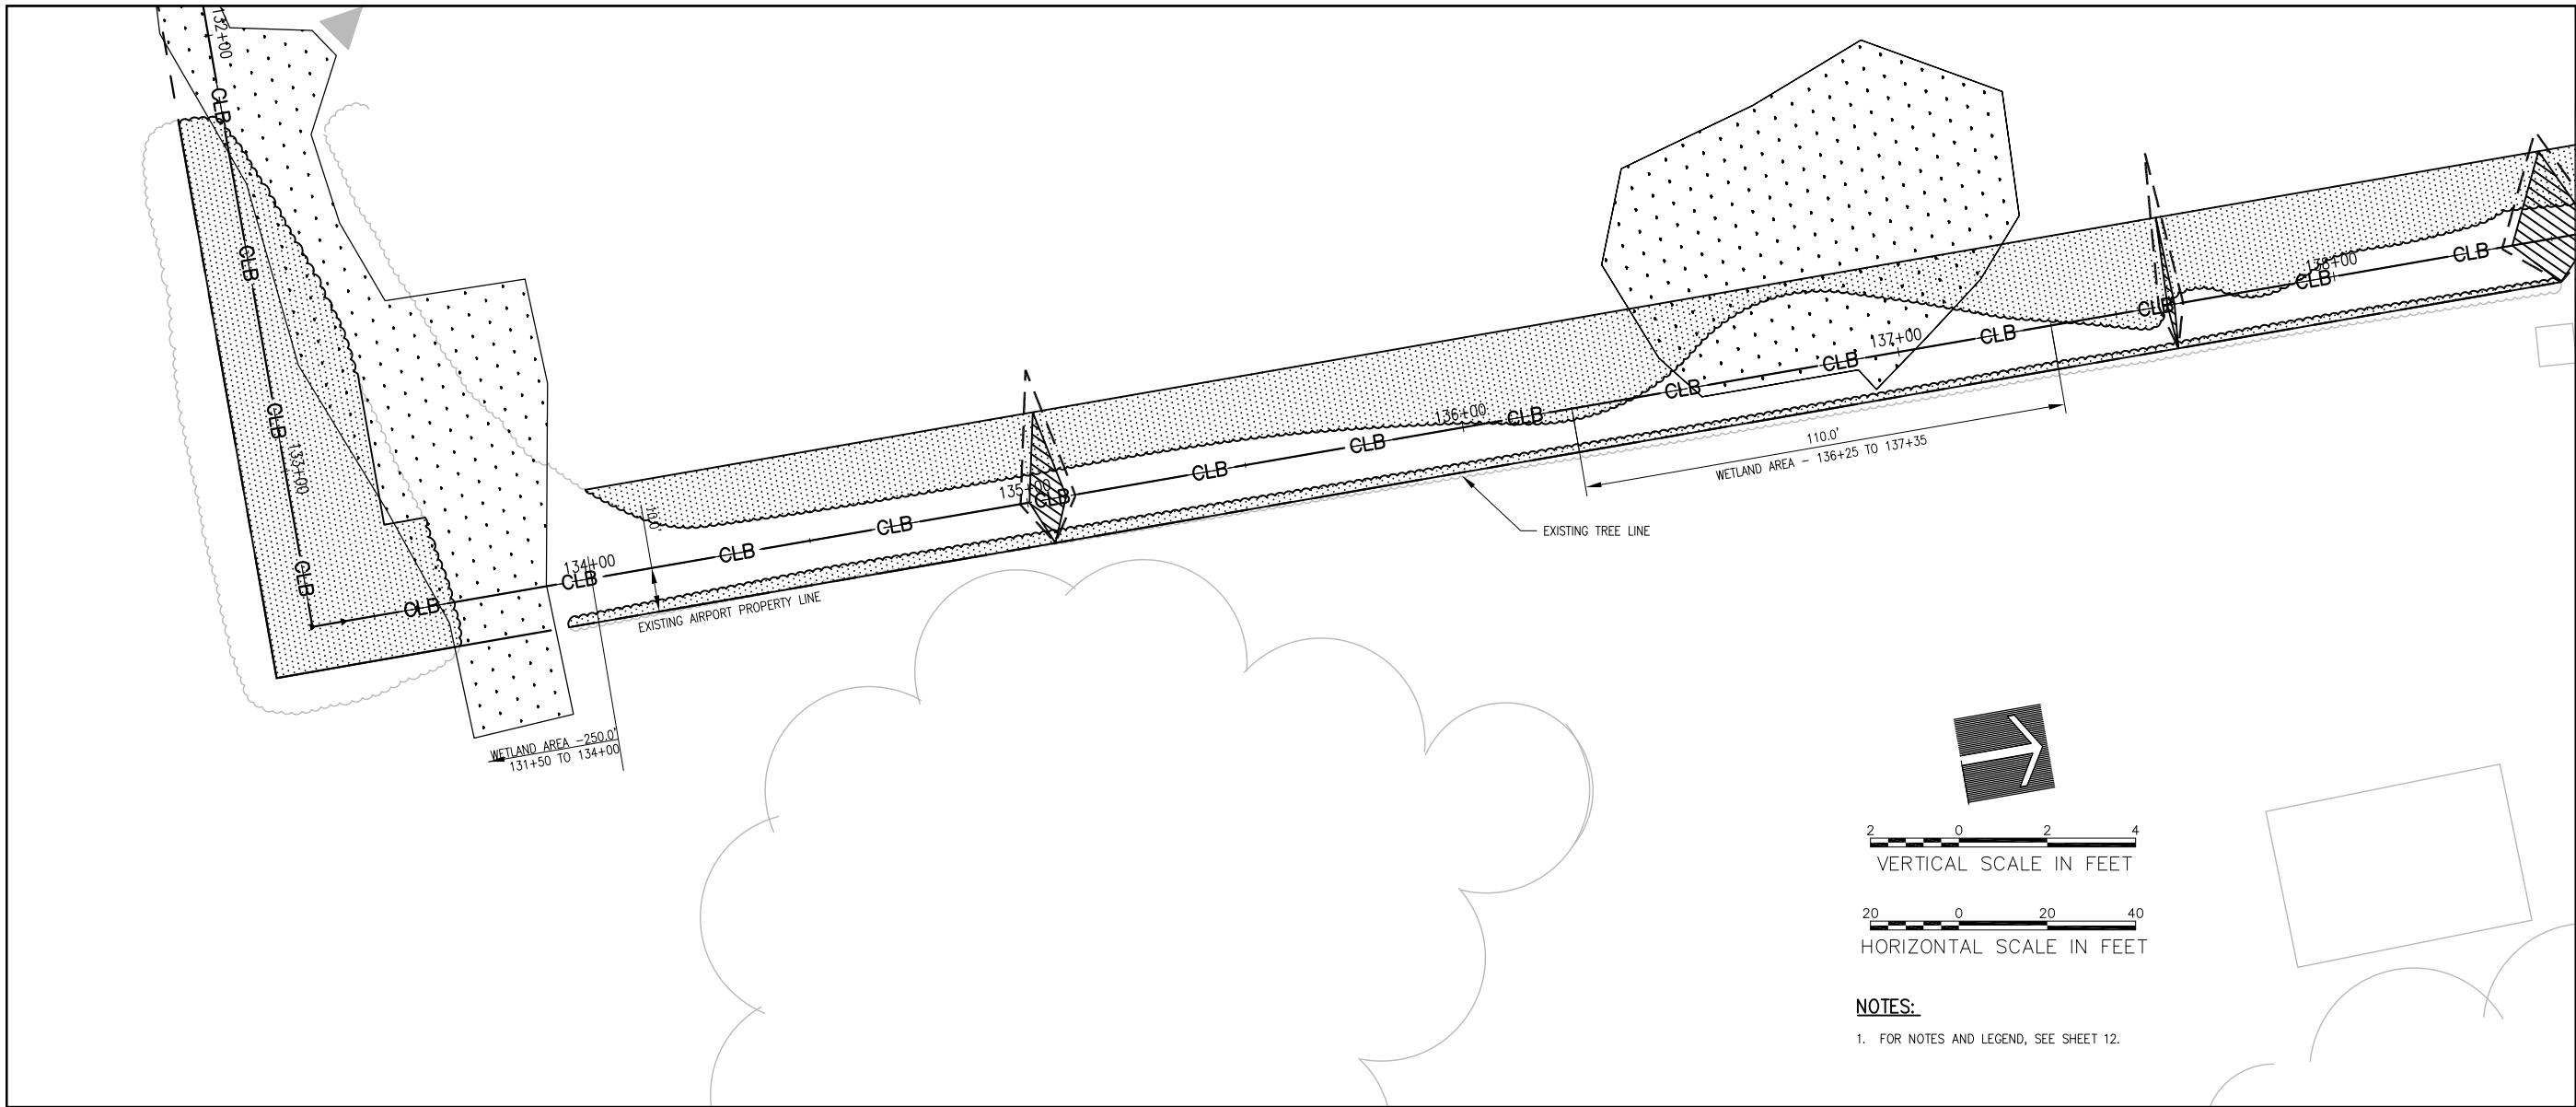 132+00
CLB
CLB
CLB
133+00
CLB
CLB
134+00
CLB
CLB
CLB
135+00
CLB
CLB
CLB
136+00
CLB
CLB
CLB
137+00
CLB
CLB
138+00
CLB
CLB
10.0'
EXISTING AIRPORT PROPERTY LINE
WETLAND AREA -250.0'
131+50 TO 134+00
110.0'
WETLAND AREA - 136+25 TO 137+35
EXISTING TREE LINE
2 0 2 4
VERTICAL SCALE IN FEET
20 0 20 40
HORIZONTAL SCALE IN FEET
NOTES:
1. FOR NOTES AND LEGEND, SEE SHEET 12.